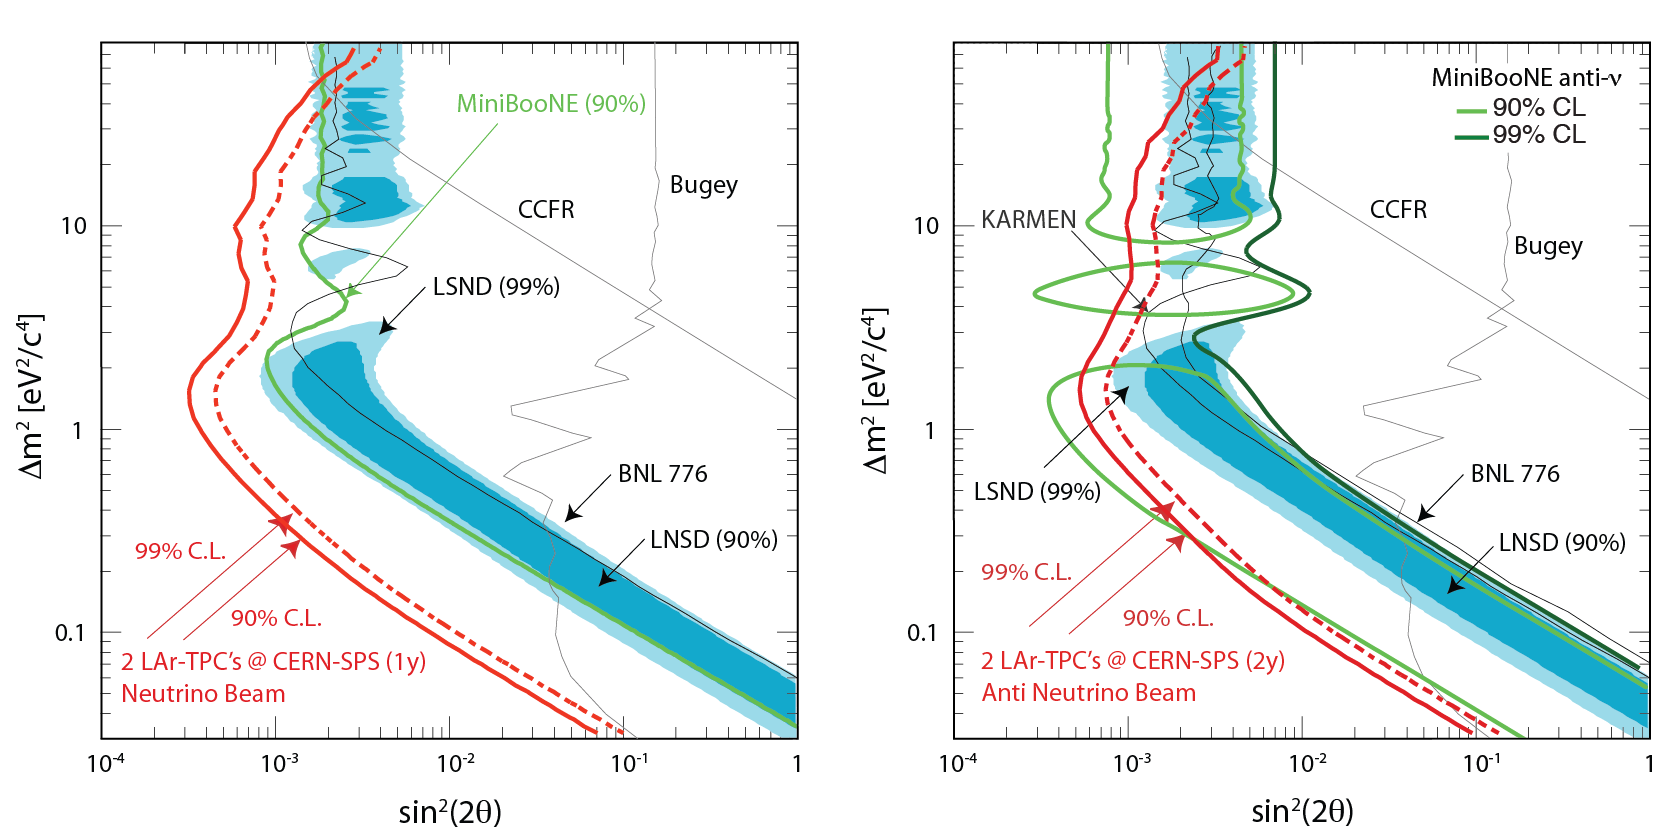 MiniBooNE (90%)
Bugey
CCFR
LSND (99%)
BNL 776
LNSD (90%)
99% C.L.
90% C.L.
2 LAr-TPC's @ CERN-SPS (1y)
Neutrino Beam
10
1
0.1
Δm² [eV²/c⁴]
10⁻⁴
10⁻³
10⁻²
10⁻¹
1
sin²(2θ)
MiniBooNE anti-ν
90% CL
99% CL
KARMEN
CCFR
Bugey
LSND (99%)
BNL 776
LNSD (90%)
99% C.L.
90% C.L.
2 LAr-TPC's @ CERN-SPS (2y)
Anti Neutrino Beam
10
1
0.1
Δm² [eV²/c⁴]
10⁻⁴
10⁻³
10⁻²
10⁻¹
1
sin²(2θ)